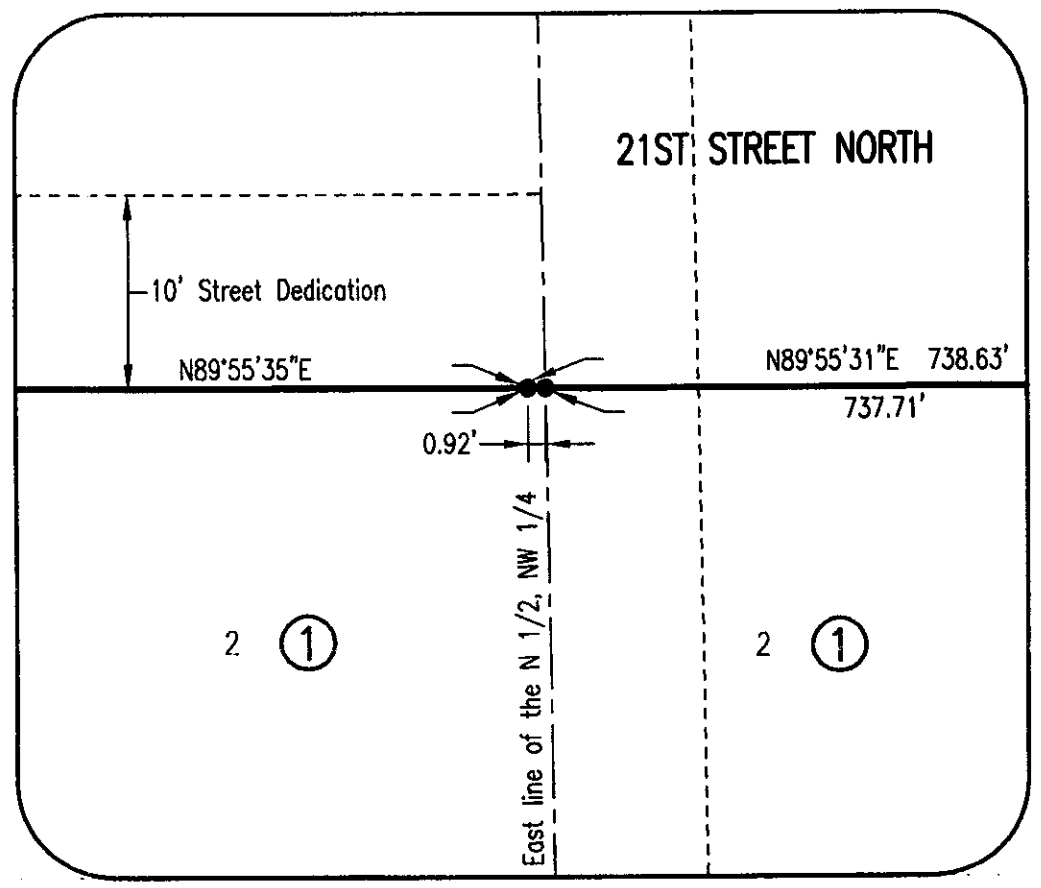 21ST STREET NORTH
10' Street Dedication
N89°55'35"E
N89°55'31"E 738.63'
737.71'
0.92'
East line of the N 1/2, NW 1/4
2 1
2 1